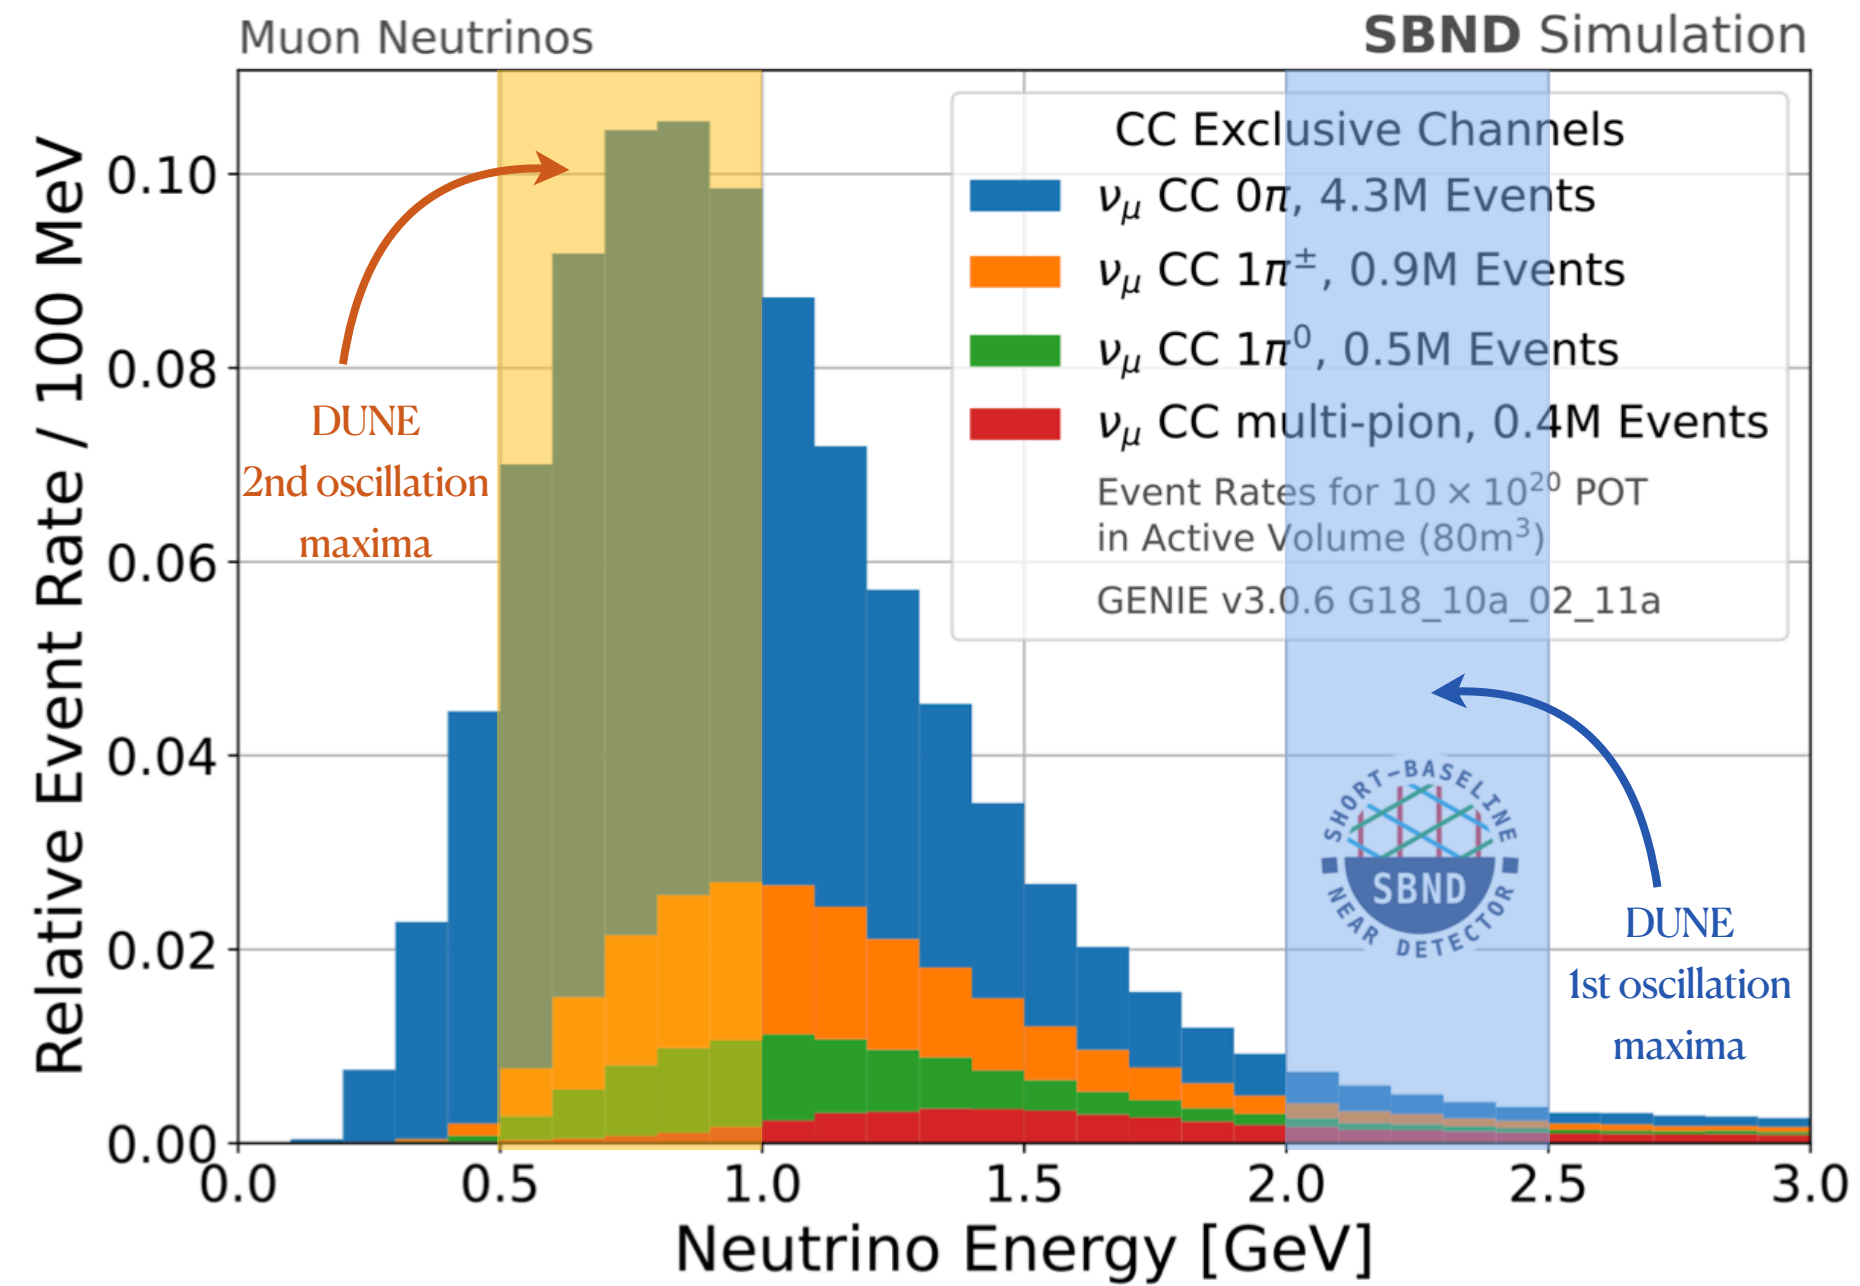 Muon Neutrinos
SBND Simulation
Relative Event Rate / 100 MeV
0.10
0.08
0.06
0.04
0.02
0.00
DUNE
2nd oscillation
maxima
CC Exclusive Channels
νμ CC 0π, 4.3M Events
νμ CC 1π±, 0.9M Events
νμ CC 1π⁰, 0.5M Events
νμ CC multi-pion, 0.4M Events
Event Rates for 10 × 10²⁰ POT
in Active Volume (80m³)
GENIE v3.0.6 G18_10a_02_11a
SHORT-BASELINE
SBND
NEAR DETECTOR
DUNE
1st oscillation
maxima
0.0 0.5 1.0 1.5 2.0 2.5 3.0
Neutrino Energy [GeV]